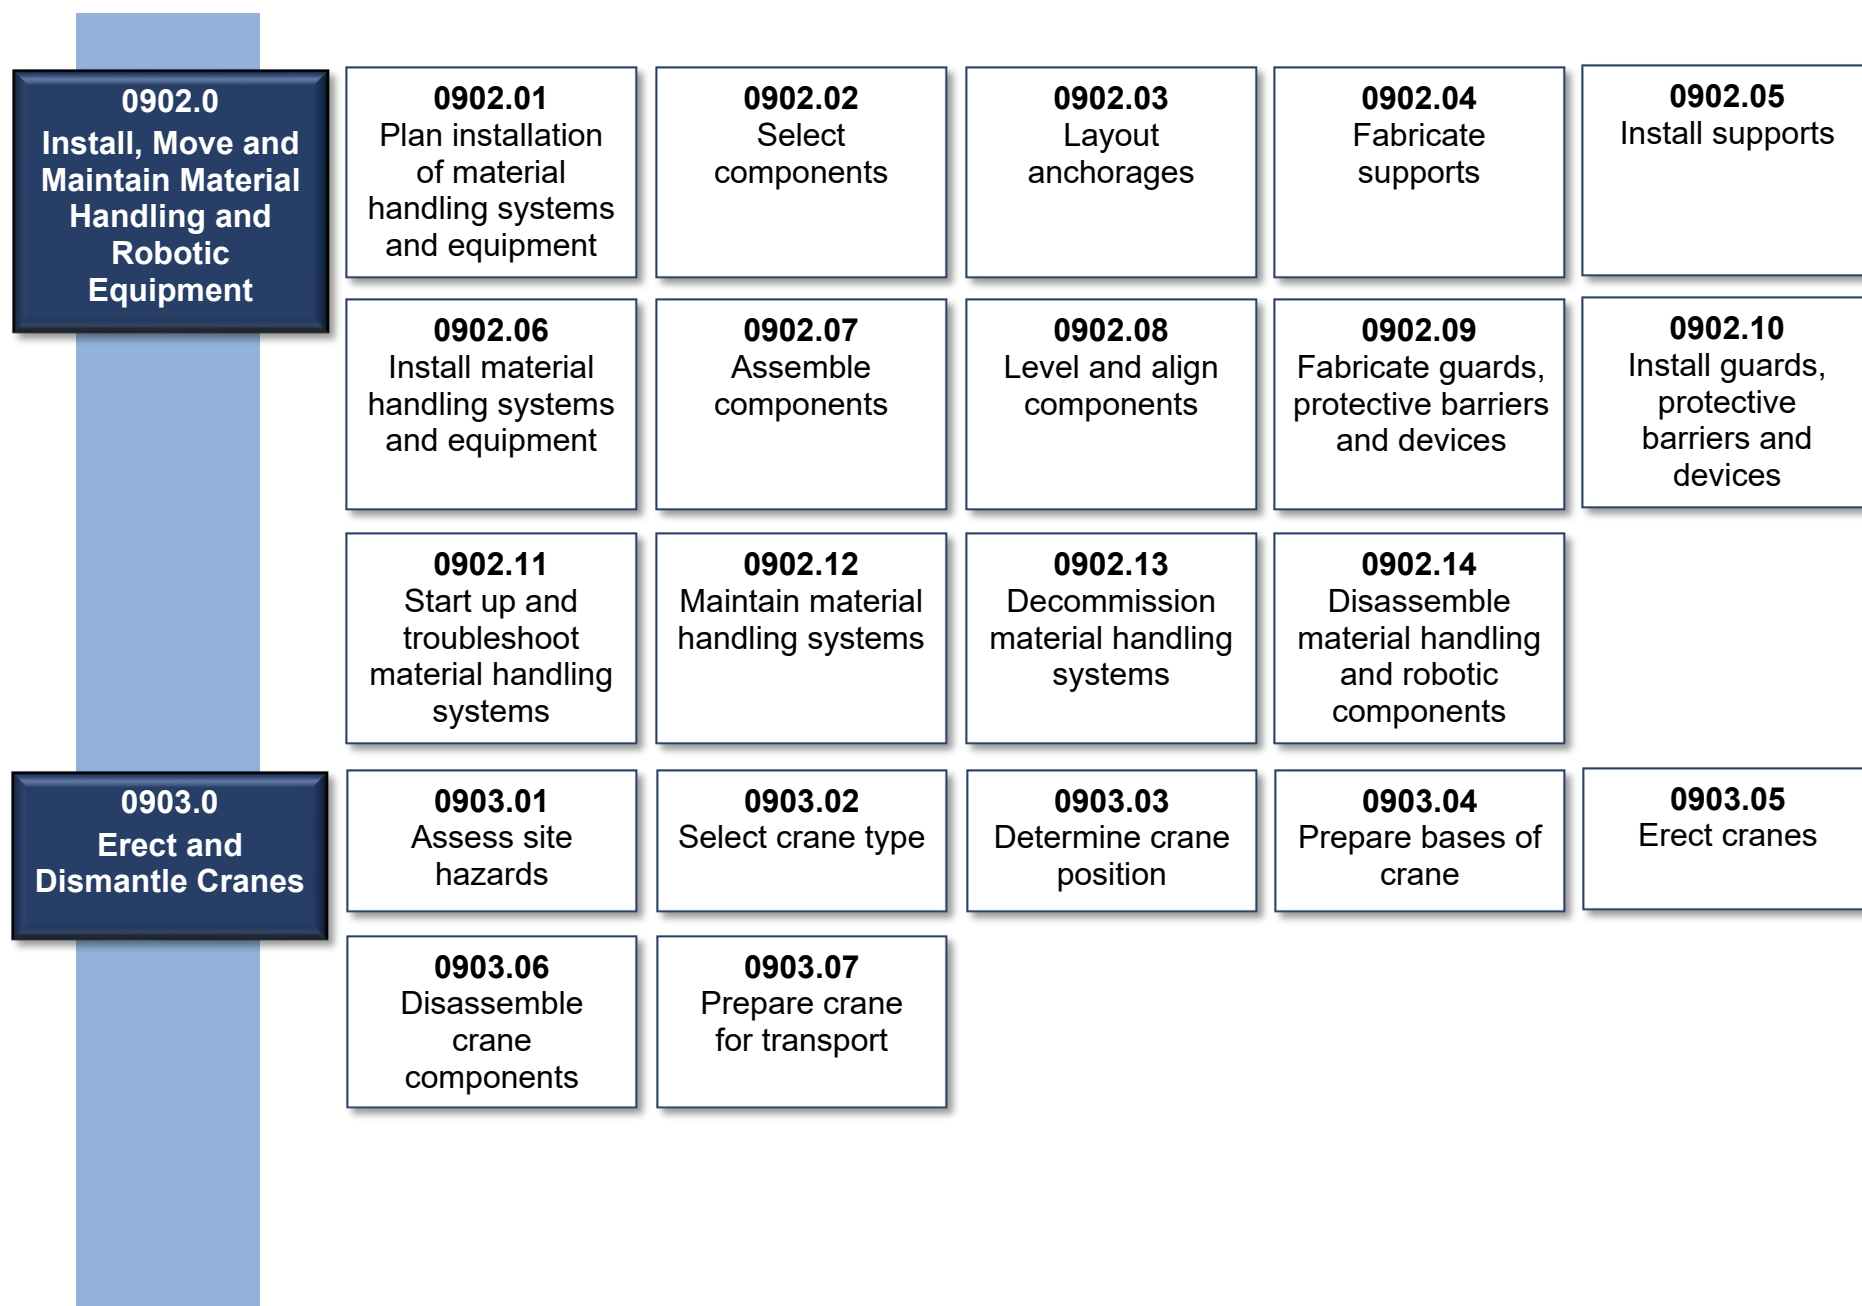 0902.0
Install, Move and
Maintain Material
Handling and
Robotic
Equipment
0902.01
Plan installation
of material
handling systems
and equipment
0902.02
Select
components
0902.03
Layout
anchorages
0902.04
Fabricate
supports
0902.05
Install supports
0902.06
Install material
handling systems
and equipment
0902.07
Assemble
components
0902.08
Level and align
components
0902.09
Fabricate guards,
protective barriers
and devices
0902.10
Install guards,
protective
barriers and
devices
0902.11
Start up and
troubleshoot
material handling
systems
0902.12
Maintain material
handling systems
0902.13
Decommission
material handling
systems
0902.14
Disassemble
material handling
and robotic
components
0903.0
Erect and
Dismantle Cranes
0903.01
Assess site
hazards
0903.02
Select crane type
0903.03
Determine crane
position
0903.04
Prepare bases of
crane
0903.05
Erect cranes
0903.06
Disassemble
crane
components
0903.07
Prepare crane
for transport